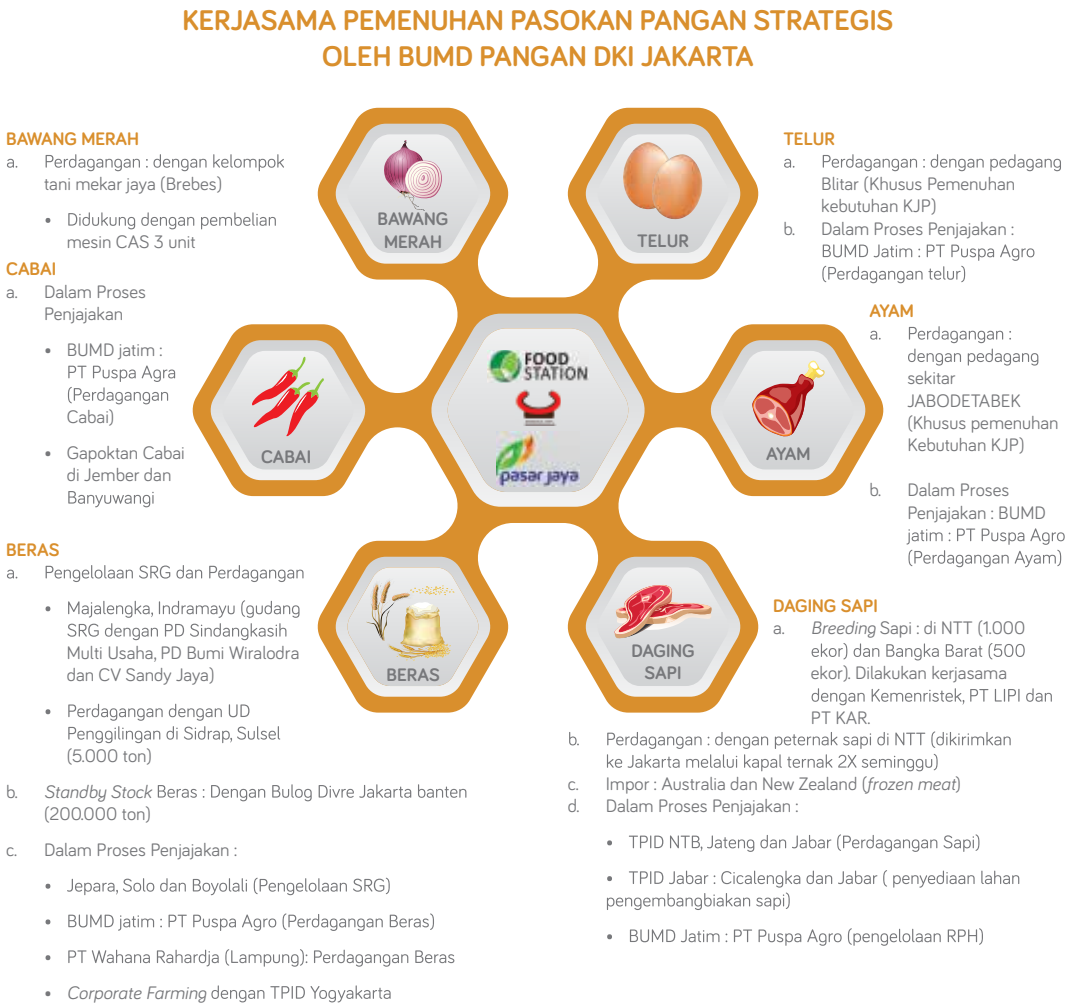 KERJASAMA PEMENUHAN PASOKAN PANGAN STRATEGIS
OLEH BUMD PANGAN DKI JAKARTA
BAWANG MERAH
a. Perdagangan : dengan kelompok
tani mekar jaya (Brebes)
• Didukung dengan pembelian
mesin CAS 3 unit
CABAI
a. Dalam Proses
Penjajakan
• BUMD jatim :
PT Puspa Agra
(Perdagangan
Cabai)
• Gapoktan Cabai
di Jember dan
Banyuwangi
BERAS
a. Pengelolaan SRG dan Perdagangan
• Majalengka, Indramayu (gudang
SRG dengan PD Sindangkasih
Multi Usaha, PD Bumi Wiralodra
dan CV Sandy Jaya)
• Perdagangan dengan UD
Penggilingan di Sidrap, Sulsel
(5.000 ton)
b. Standby Stock Beras : Dengan Bulog Divre Jakarta banten
(200.000 ton)
c. Dalam Proses Penjajakan :
• Jepara, Solo dan Boyolali (Pengelolaan SRG)
• BUMD jatim : PT Puspa Agro (Perdagangan Beras)
• PT Wahana Rahardja (Lampung): Perdagangan Beras
• Corporate Farming dengan TPID Yogyakarta
BAWANG
MERAH
TELUR
CABAI
FOOD
STATION
pasar jaya
AYAM
BERAS
DAGING
SAPI
TELUR
a. Perdagangan : dengan pedagang
Blitar (Khusus Pemenuhan
kebutuhan KJP)
b. Dalam Proses Penjajakan :
BUMD Jatim : PT Puspa Agro
(Perdagangan telur)
AYAM
a. Perdagangan :
dengan pedagang
sekitar
JABODETABEK
(Khusus pemenuhan
Kebutuhan KJP)
b. Dalam Proses
Penjajakan : BUMD
jatim : PT Puspa Agro
(Perdagangan Ayam)
DAGING SAPI
a. Breeding Sapi : di NTT (1.000
ekor) dan Bangka Barat (500
ekor). Dilakukan kerjasama
dengan Kemenristek, PT LIPI dan
PT KAR.
b. Perdagangan : dengan peternak sapi di NTT (dikirimkan
ke Jakarta melalui kapal ternak 2X seminggu)
c. Impor : Australia dan New Zealand (frozen meat)
d. Dalam Proses Penjajakan :
• TPID NTB, Jateng dan Jabar (Perdagangan Sapi)
• TPID Jabar : Cicalengka dan Jabar ( penyediaan lahan
pengembangbiakan sapi)
• BUMD Jatim : PT Puspa Agro (pengelolaan RPH)